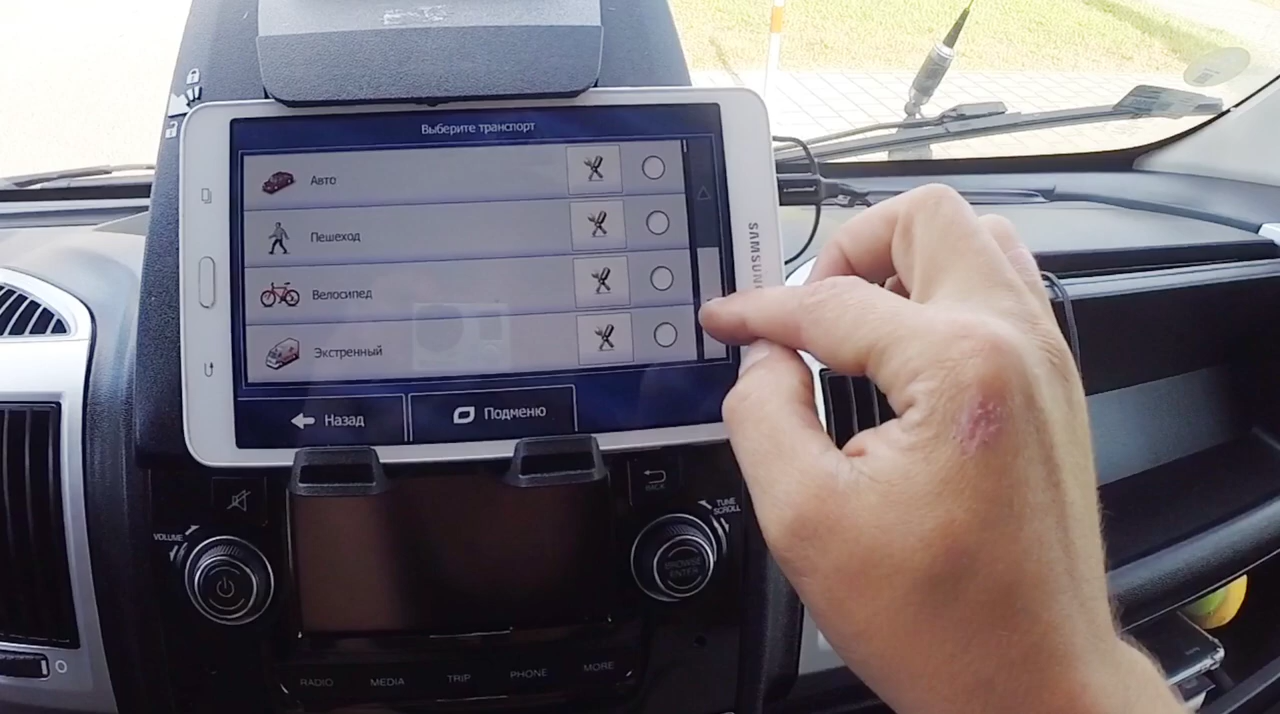 Выберите транспорт
Авто
Пешеход
Велосипед
Экстренный
Назад
Подменю
SAMSUNG
BACK
VOLUME
TUNE
SCROLL
BROWSE
ENTER
RADIO
MEDIA
TRIP
PHONE
MORE